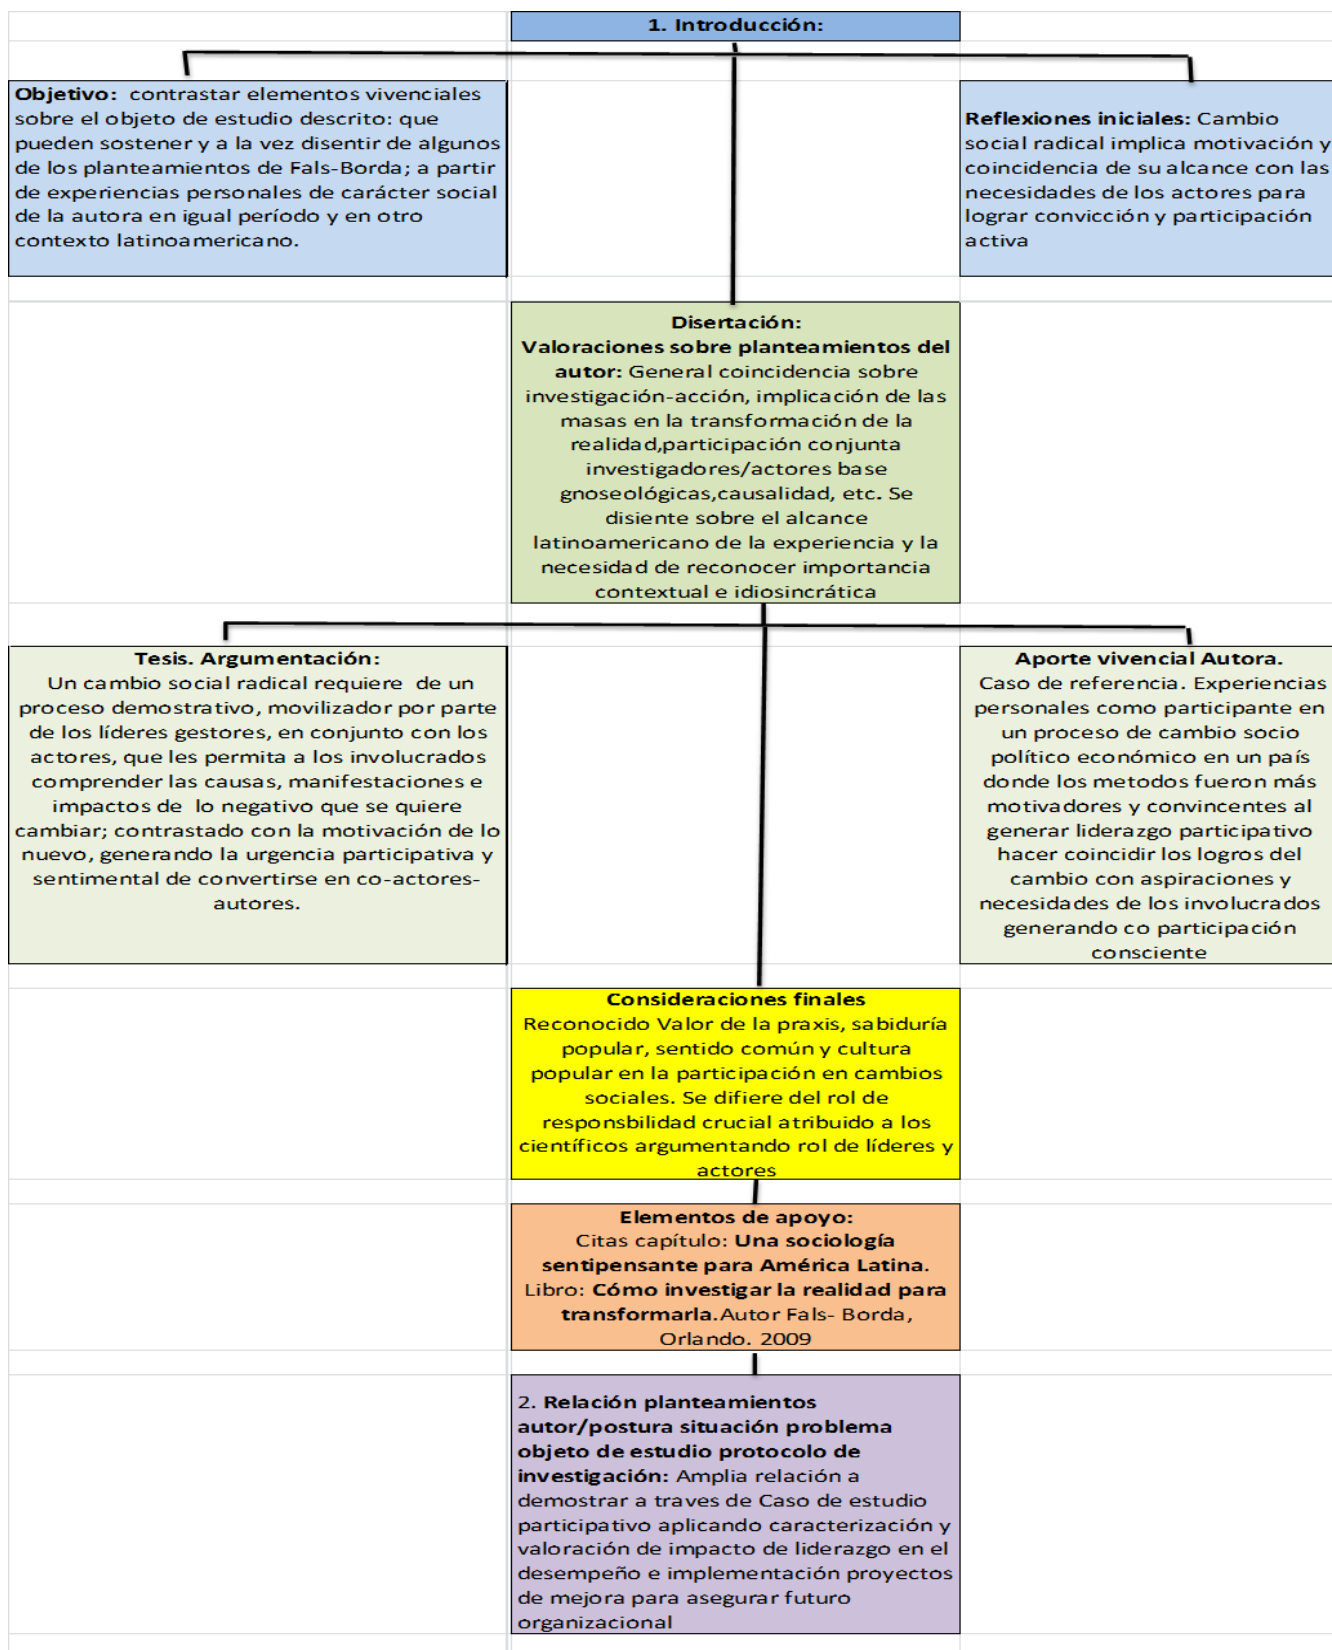 1. Introducción:
Objetivo: contrastar elementos vivenciales
sobre el objeto de estudio descrito: que
pueden sostener y a la vez disentir de algunos
de los planteamientos de Fals-Borda; a partir
de experiencias personales de carácter social
de la autora en igual período y en otro
contexto latinoamericano.
Reflexiones iniciales: Cambio
social radical implica motivación y
coincidencia de su alcance con las
necesidades de los actores para
lograr convicción y participación
activa
Disertación:
Valoraciones sobre planteamientos del
autor: General coincidencia sobre
investigación-acción, implicación de las
masas en la transformación de la
realidad,participación conjunta
investigadores/actores base
gnoseológicas,causalidad, etc. Se
disiente sobre el alcance
latinoamericano de la experiencia y la
necesidad de reconocer importancia
contextual e idiosincrática
Tesis. Argumentación:
Un cambio social radical requiere de un
proceso demostrativo, movilizador por parte
de los líderes gestores, en conjunto con los
actores, que les permita a los involucrados
comprender las causas, manifestaciones e
impactos de lo negativo que se quiere
cambiar; contrastado con la motivación de lo
nuevo, generando la urgencia participativa y
sentimental de convertirse en co-actores-
autores.
Aporte vivencial Autora.
Caso de referencia. Experiencias
personales como participante en
un proceso de cambio socio
político económico en un país
donde los metodos fueron más
motivadores y convincentes al
generar liderazgo participativo
hacer coincidir los logros del
cambio con aspiraciones y
necesidades de los involucrados
generando co participación
consciente
Consideraciones finales
Reconocido Valor de la praxis, sabiduría
popular, sentido común y cultura
popular en la participación en cambios
sociales. Se difiere del rol de
responsbilidad crucial atribuido a los
científicos argumentando rol de líderes y
actores
Elementos de apoyo:
Citas capítulo: Una sociología
sentipensante para América Latina.
Libro: Cómo investigar la realidad para
transformarla.Autor Fals- Borda,
Orlando. 2009
2. Relación planteamientos
autor/postura situación problema
objeto de estudio protocolo de
investigación: Amplia relación a
demostrar a traves de Caso de estudio
participativo aplicando caracterización y
valoración de impacto de liderazgo en el
desempeño e implementación proyectos
de mejora para asegurar futuro
organizacional